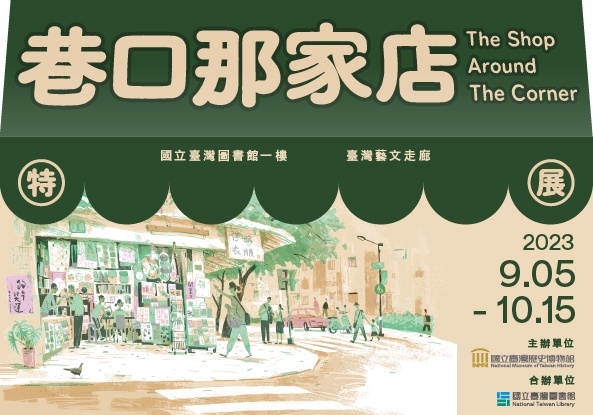 巷口那家店
The Shop
Around
The Corner
國立臺灣圖書館一樓 臺灣藝文走廊
特展
2023
9.05
- 10.15
主辦單位
國立臺灣歷史博物館
National Museum of Taiwan History
合辦單位
國立臺灣圖書館
National Taiwan Library